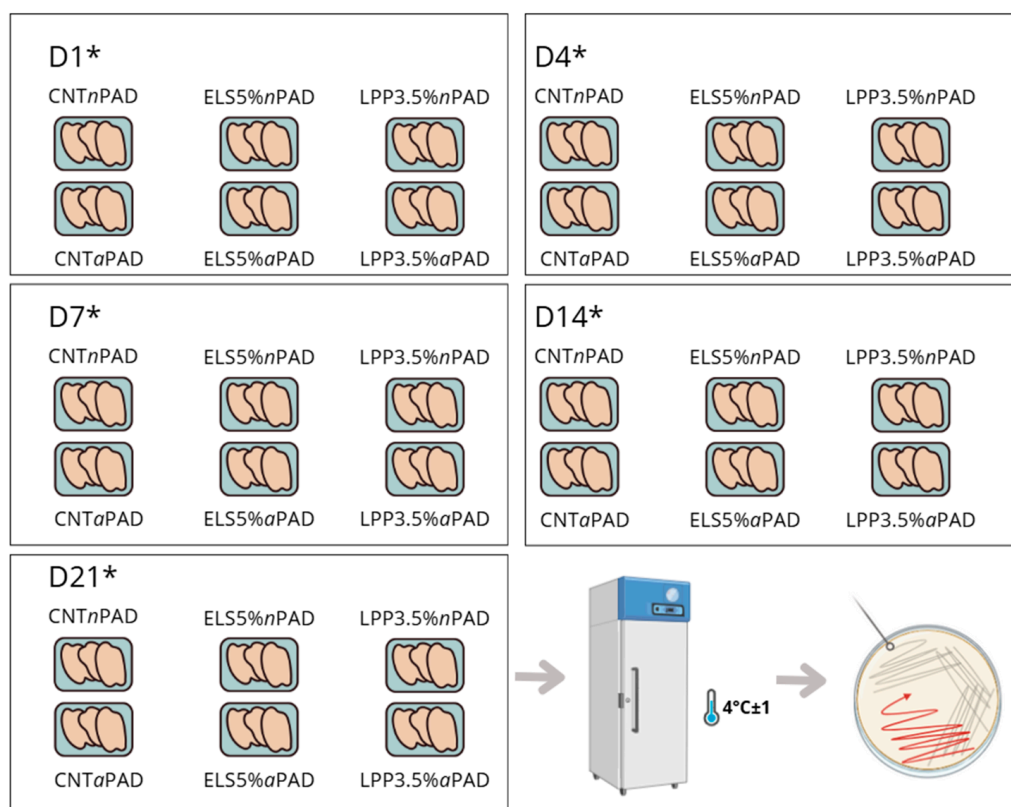 D1*
CNTnPAD ELS5%nPAD LPP3.5%nPAD
CNTaPAD ELS5%aPAD LPP3.5%aPAD
D4*
CNTnPAD ELS5%nPAD LPP3.5%nPAD
CNTaPAD ELS5%aPAD LPP3.5%aPAD
D7*
CNTnPAD ELS5%nPAD LPP3.5%nPAD
CNTaPAD ELS5%aPAD LPP3.5%aPAD
D14*
CNTnPAD ELS5%nPAD LPP3.5%nPAD
CNTaPAD ELS5%aPAD LPP3.5%aPAD
D21*
CNTnPAD ELS5%nPAD LPP3.5%nPAD
CNTaPAD ELS5%aPAD LPP3.5%aPAD
4°C±1